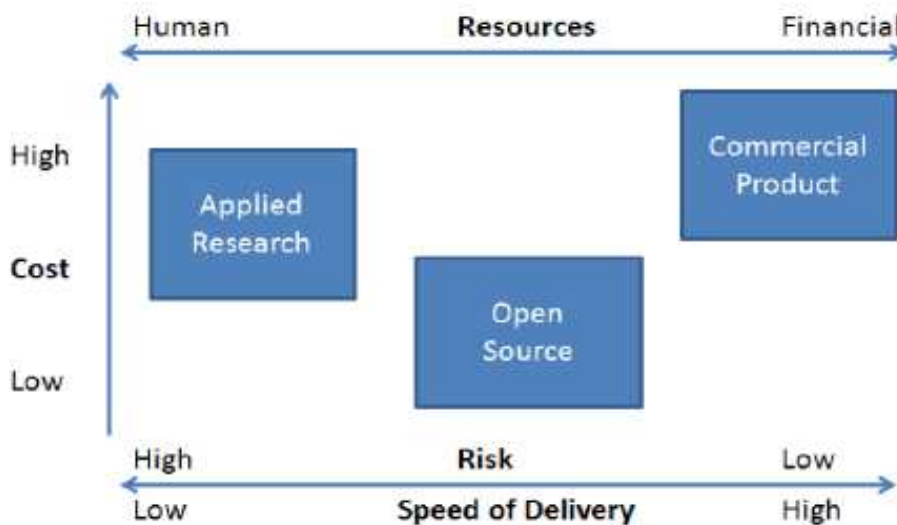 Human Resources Financial
High
Commercial
Product
Applied
Research
Cost
Open
Source
Low
High Risk Low
Low Speed of Delivery High